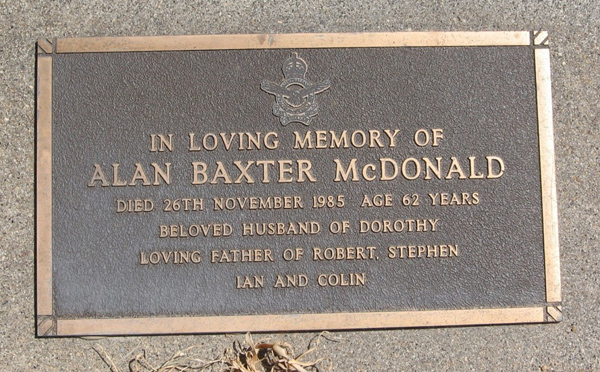 IN LOVING MEMORY OF
ALAN BAXTER McDONALD
DIED 26TH NOVEMBER 1985 AGE 62 YEARS
BELOVED HUSBAND OF DOROTHY
LOVING FATHER OF ROBERT, STEPHEN
IAN AND COLIN